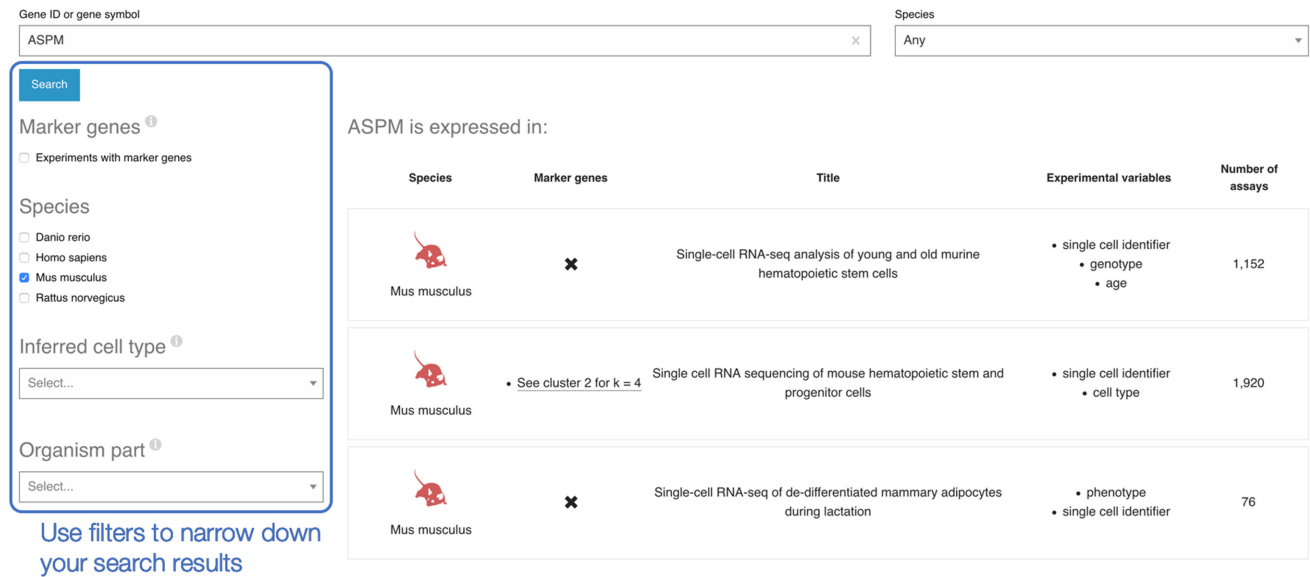 Gene ID or gene symbol
Species
ASPM
Any
Search
Marker genes
Experiments with marker genes
Species
Danio rerio
Homo sapiens
Mus musculus
Rattus norvegicus
Inferred cell type
Select...
Organism part
Select...
Use filters to narrow down
your search results
ASPM is expressed in:
Species
Marker genes
Title
Experimental variables
Number of
assays
Mus musculus
Single-cell RNA-seq analysis of young and old murine
hematopoietic stem cells
• single cell identifier
• genotype
• age
1,152
Mus musculus
• See cluster 2 for k = 4
Single cell RNA sequencing of mouse hematopoietic stem and
progenitor cells
• single cell identifier
• cell type
1,920
Mus musculus
Single-cell RNA-seq of de-differentiated mammary adipocytes
during lactation
• phenotype
• single cell identifier
76